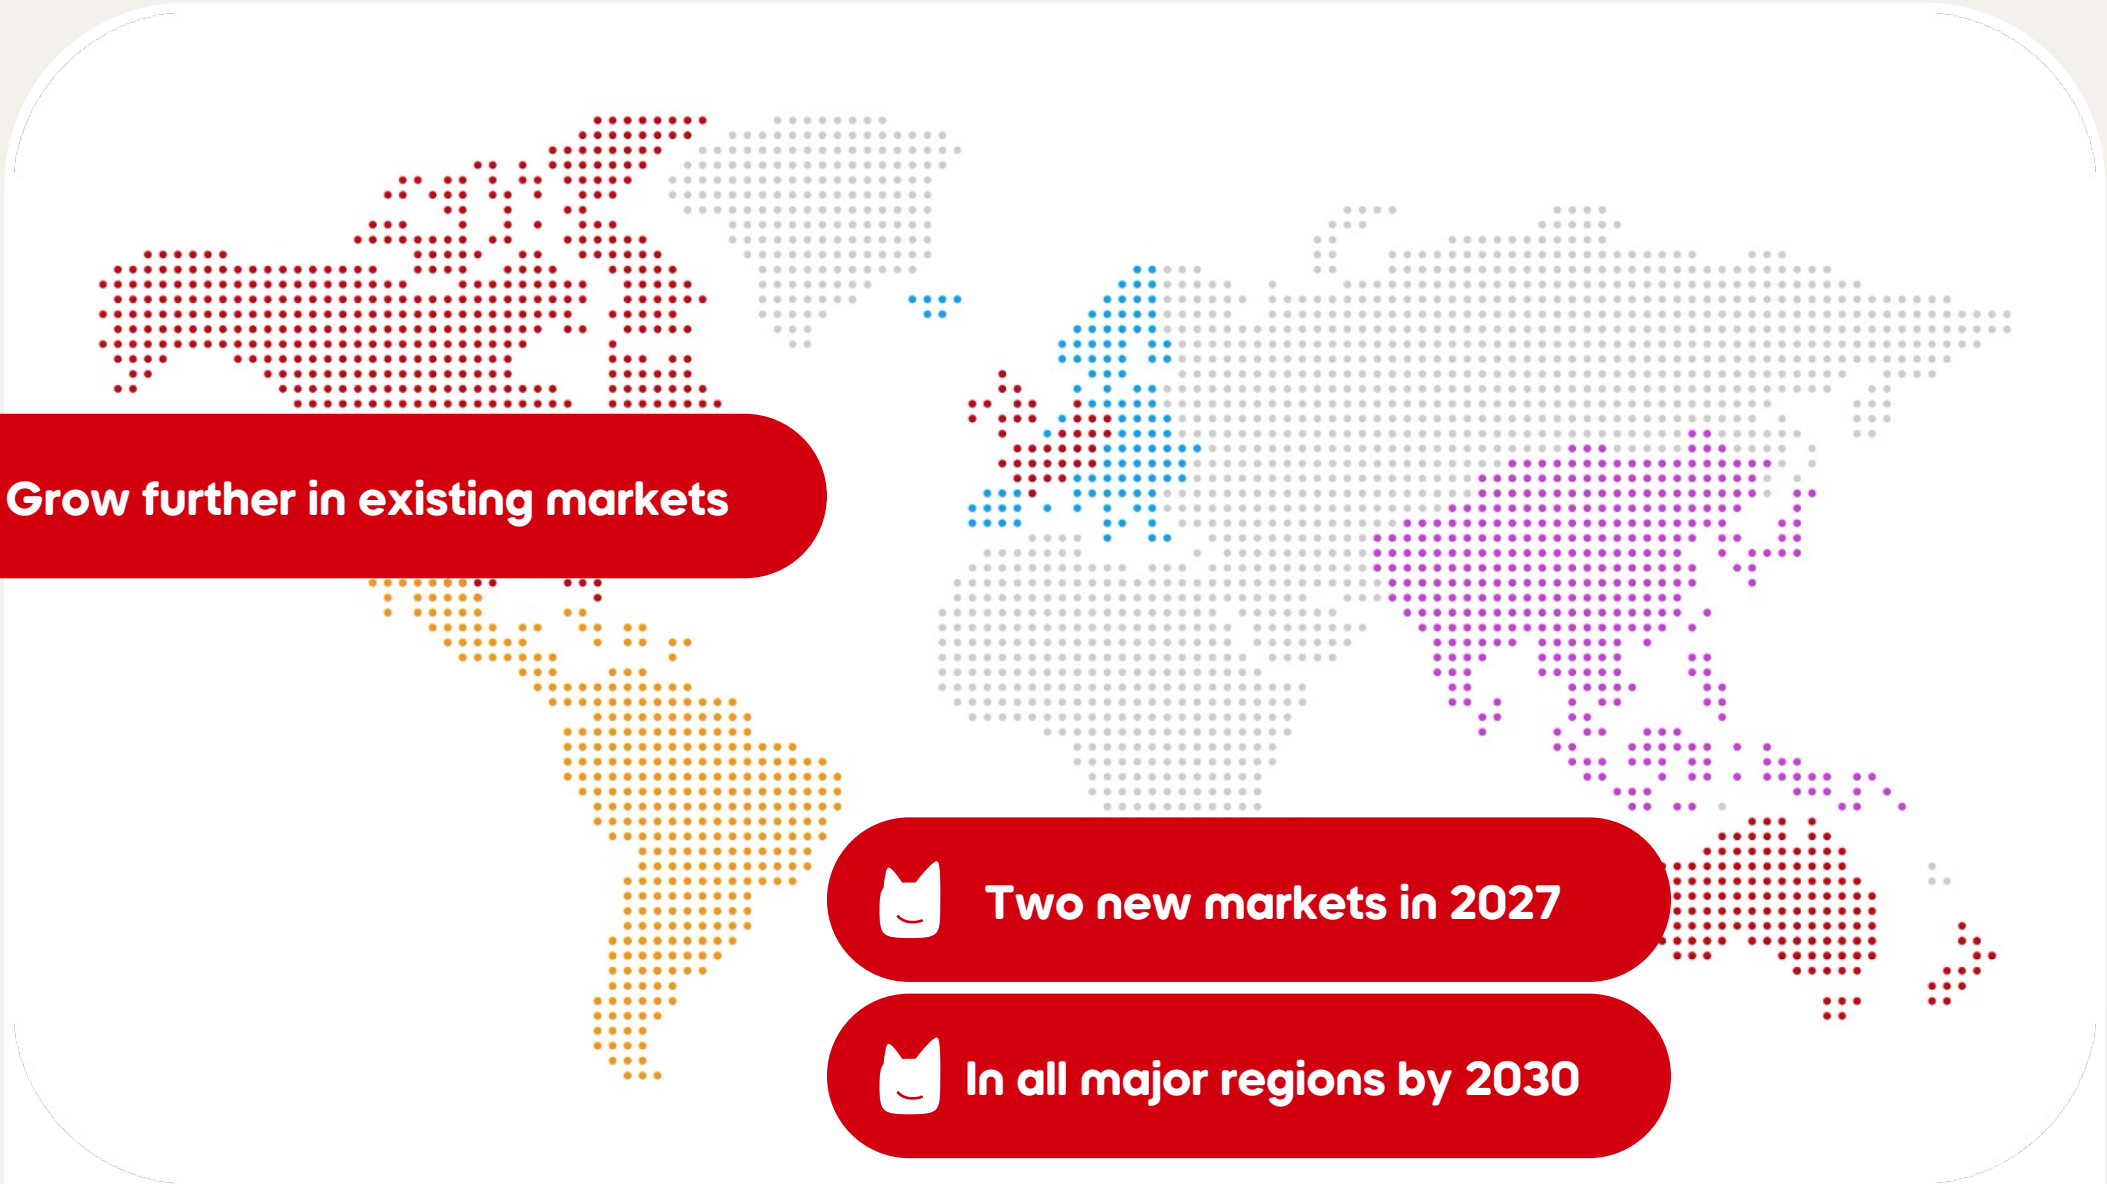 Grow further in existing markets
Two new markets in 2027
In all major regions by 2030